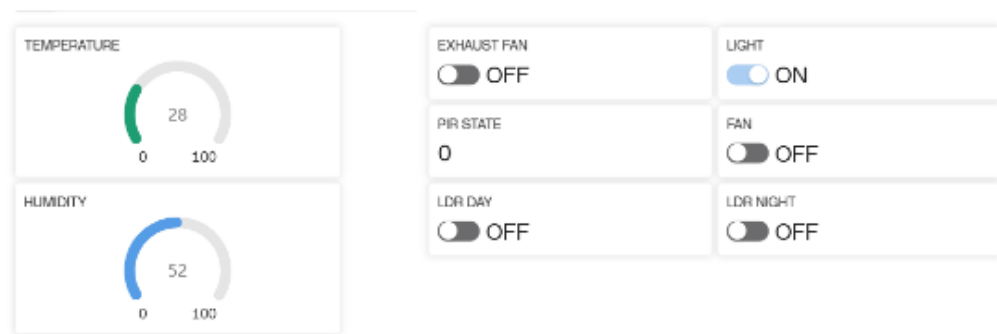 TEMPERATURE
28
0 100
HUMIDITY
52
0 100
EXHAUST FAN
OFF
LIGHT
ON
PIR STATE
0
FAN
OFF
LDR DAY
OFF
LDR NIGHT
OFF